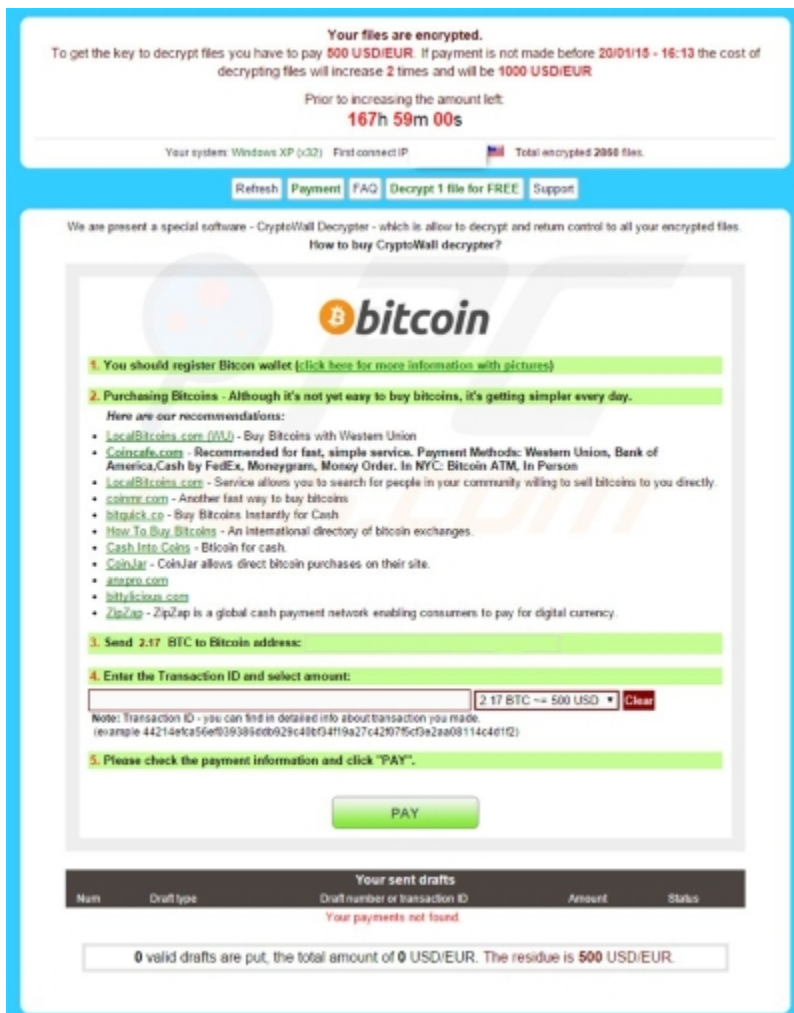 Your files are encrypted.
To get the key to decrypt files you have to pay 500 USD/EUR. If payment is not made before 20/01/15 - 16:13 the cost of
decrypting files will increase 2 times and will be 1000 USD/EUR
Prior to increasing the amount left:
167h 59m 00s
Your system: Windows XP (x32) First connect IP Total encrypted 2050 files.
Refresh Payment FAQ Decrypt 1 file for FREE Support
We are present a special software - CryptoWall Decrypter - which is allow to decrypt and return control to all your encrypted files.
How to buy CryptoWall decrypter?
bitcoin
1. You should register Bitcon wallet (click here for more information with pictures)
2. Purchasing Bitcoins - Although it's not yet easy to buy bitcoins, it's getting simpler every day.
Here are our recommendations:
• LocalBitcoins.com (WU) - Buy Bitcoins with Western Union
• Coincafe.com - Recommended for fast, simple service. Payment Methods: Western Union, Bank of
America,Cash by FedEx, Moneygram, Money Order. In NYC: Bitcoin ATM, In Person
• LocalBitcoins.com - Service allows you to search for people in your community willing to sell bitcoins to you directly.
• coinmr.com - Another fast way to buy bitcoins
• bitquick.co - Buy Bitcoins Instantly for Cash
• How To Buy Bitcoins - An international directory of bitcoin exchanges.
• Cash Into Coins - Bticoin for cash.
• CoinJar - CoinJar allows direct bitcoin purchases on their site.
• anxpro.com
• bittylicious.com
• ZipZap - ZipZap is a global cash payment network enabling consumers to pay for digital currency.
3. Send 2.17 BTC to Bitcoin address:
4. Enter the Transaction ID and select amount:
2.17 BTC ~= 500 USD Clear
Note: Transaction ID - you can find in detailed info about transaction you made.
(example
5. Please check the payment information and click "PAY".
PAY
Your sent drafts
Num Draft type Draft number or transaction ID Amount Status
Your payments not found.
0 valid drafts are put, the total amount of 0 USD/EUR. The residue is 500 USD/EUR.